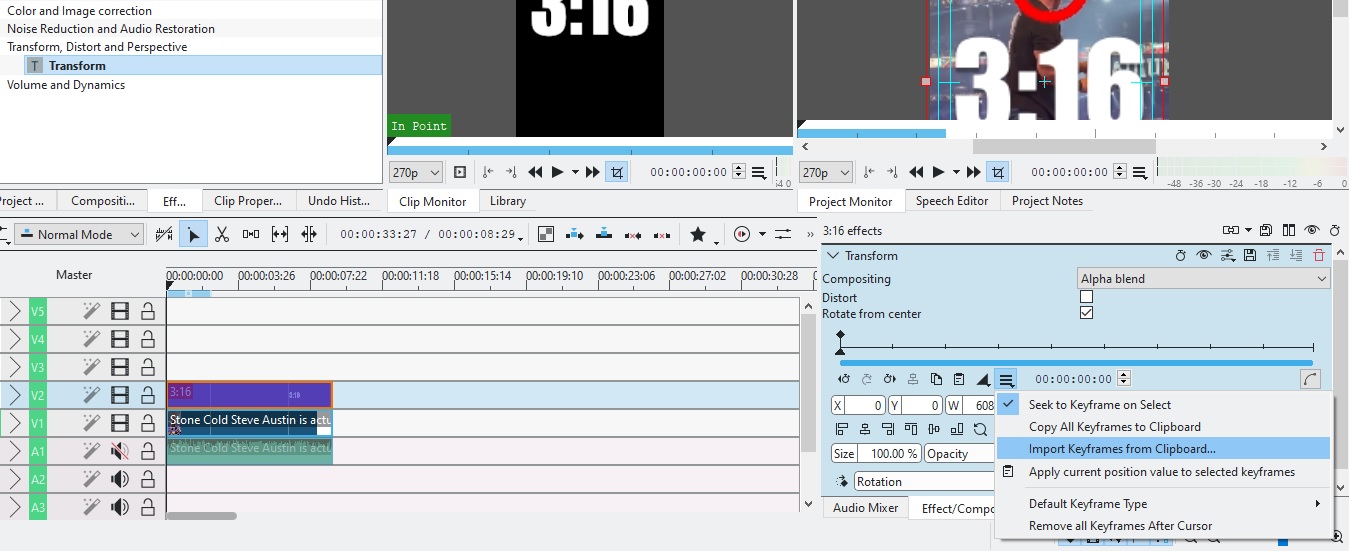 Color and Image correction
Noise Reduction and Audio Restoration
Transform, Distort and Perspective
T Transform
Volume and Dynamics
3:16
In Point
3:16
270p
00:00:00:00
270p
00:00:00:00
-48 -36 -30 -24 -18 -12 -6 0
Project ... Compositi... Eff... Clip Proper... Undo Hist...
Clip Monitor Library
Project Monitor Speech Editor Project Notes
Normal Mode 00:00:33:27 / 00:00:08:29
3:16 effects
Transform
Master
00:00:00:00 00:00:03:26 00:00:07:22 00:00:11:18 00:00:15:14 00:00:19:10 00:00:23:06 00:00:27:02 00:00:30:28
Compositing Alpha blend
Distort
Rotate from center
V5
V4
V3
V2 3:16
V1 Stone Cold Steve Austin is actu
A1 Stone Cold Steve Austin is actu
A2
A3
00:00:00:00
X 0 Y 0 W 608
Size 100.00 % Opacity
Rotation
Audio Mixer Effect/Compo
Seek to Keyframe on Select
Copy All Keyframes to Clipboard
Import Keyframes from Clipboard...
Apply current position value to selected keyframes
Default Keyframe Type
Remove all Keyframes After Cursor